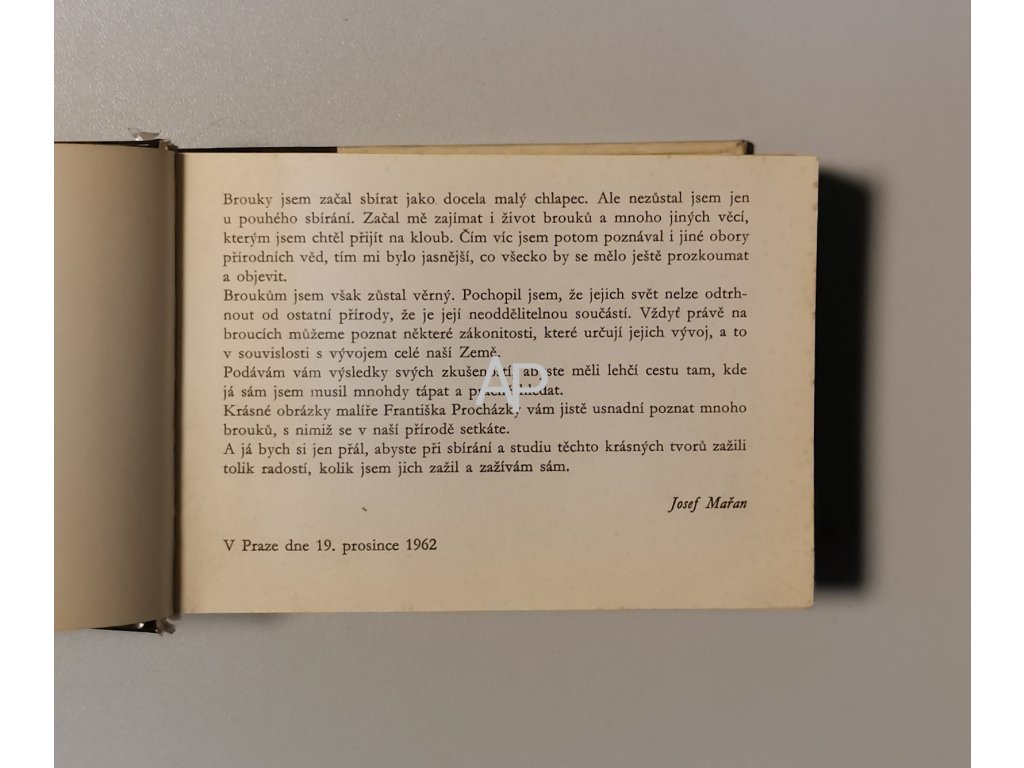 Brouky jsem začal sbírat jako docela malý chlapec. Ale nezůstal jsem jen
u pouhého sbírání. Začal mě zajímat i život brouků a mnoho jiných věcí,
kterým jsem chtěl přijít na kloub. Čím víc jsem potom poznával i jiné obory
přírodních věd, tím mi bylo jasnější, co všecko by se mělo ještě prozkoumat
a objevit.
Broukům jsem však zůstal věrný. Pochopil jsem, že jejich svět nelze odtrh-
nout od ostatní přírody, že je její neoddělitelnou součástí. Vždyť právě na
broucích můžeme poznat některé zákonitosti, které určují jejich vývoj, a to
v souvislosti s vývojem celé naší Země.
Podávám vám výsledky svých zkušeností, abyste měli lehčí cestu tam, kde
já sám jsem musil mnohdy tápat a pracně hledat.
Krásné obrázky malíře Františka Procházky vám jistě usnadní poznat mnoho
brouků, s nimiž se v naší přírodě setkáte.
A já bych si jen přál, abyste při sbírání a studiu těchto krásných tvorů zažili
tolik radostí, kolik jsem jich zažil a zažívám sám.
Josef Mařan
V Praze dne 19. prosince 1962
AP